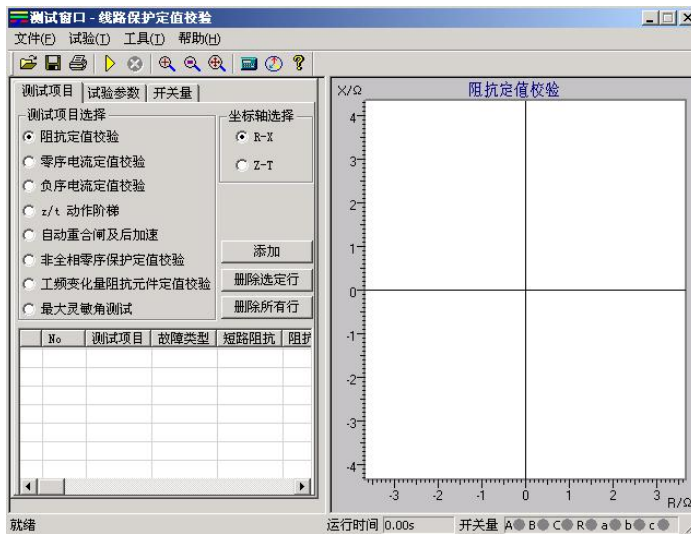 测试窗口 - 线路保护定值校验
文件(F) 试验(T) 工具(T) 帮助(H)
测试项目 试验参数 开关量
测试项目选择
阻抗定值校验
零序电流定值校验
负序电流定值校验
z/t 动作阶梯
自动重合闸及后加速
非全相零序保护定值校验
工频变化量阻抗元件定值校验
最大灵敏角测试
坐标轴选择
R-X
Z-T
添加
删除选定行
删除所有行
No 测试项目 故障类型 短路阻抗 阻抗
X/Ω 阻抗定值校验
4
3
2
1
0
-1
-2
-3
-4
-3 -2 -1 0 1 2 3
R/Ω
就绪 运行时间 0.00s 开关量 A B C R a b c